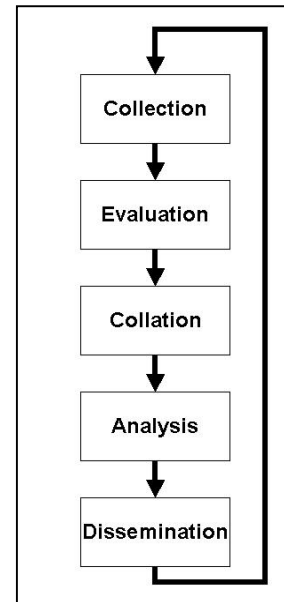 Collection
Evaluation
Collation
Analysis
Dissemination